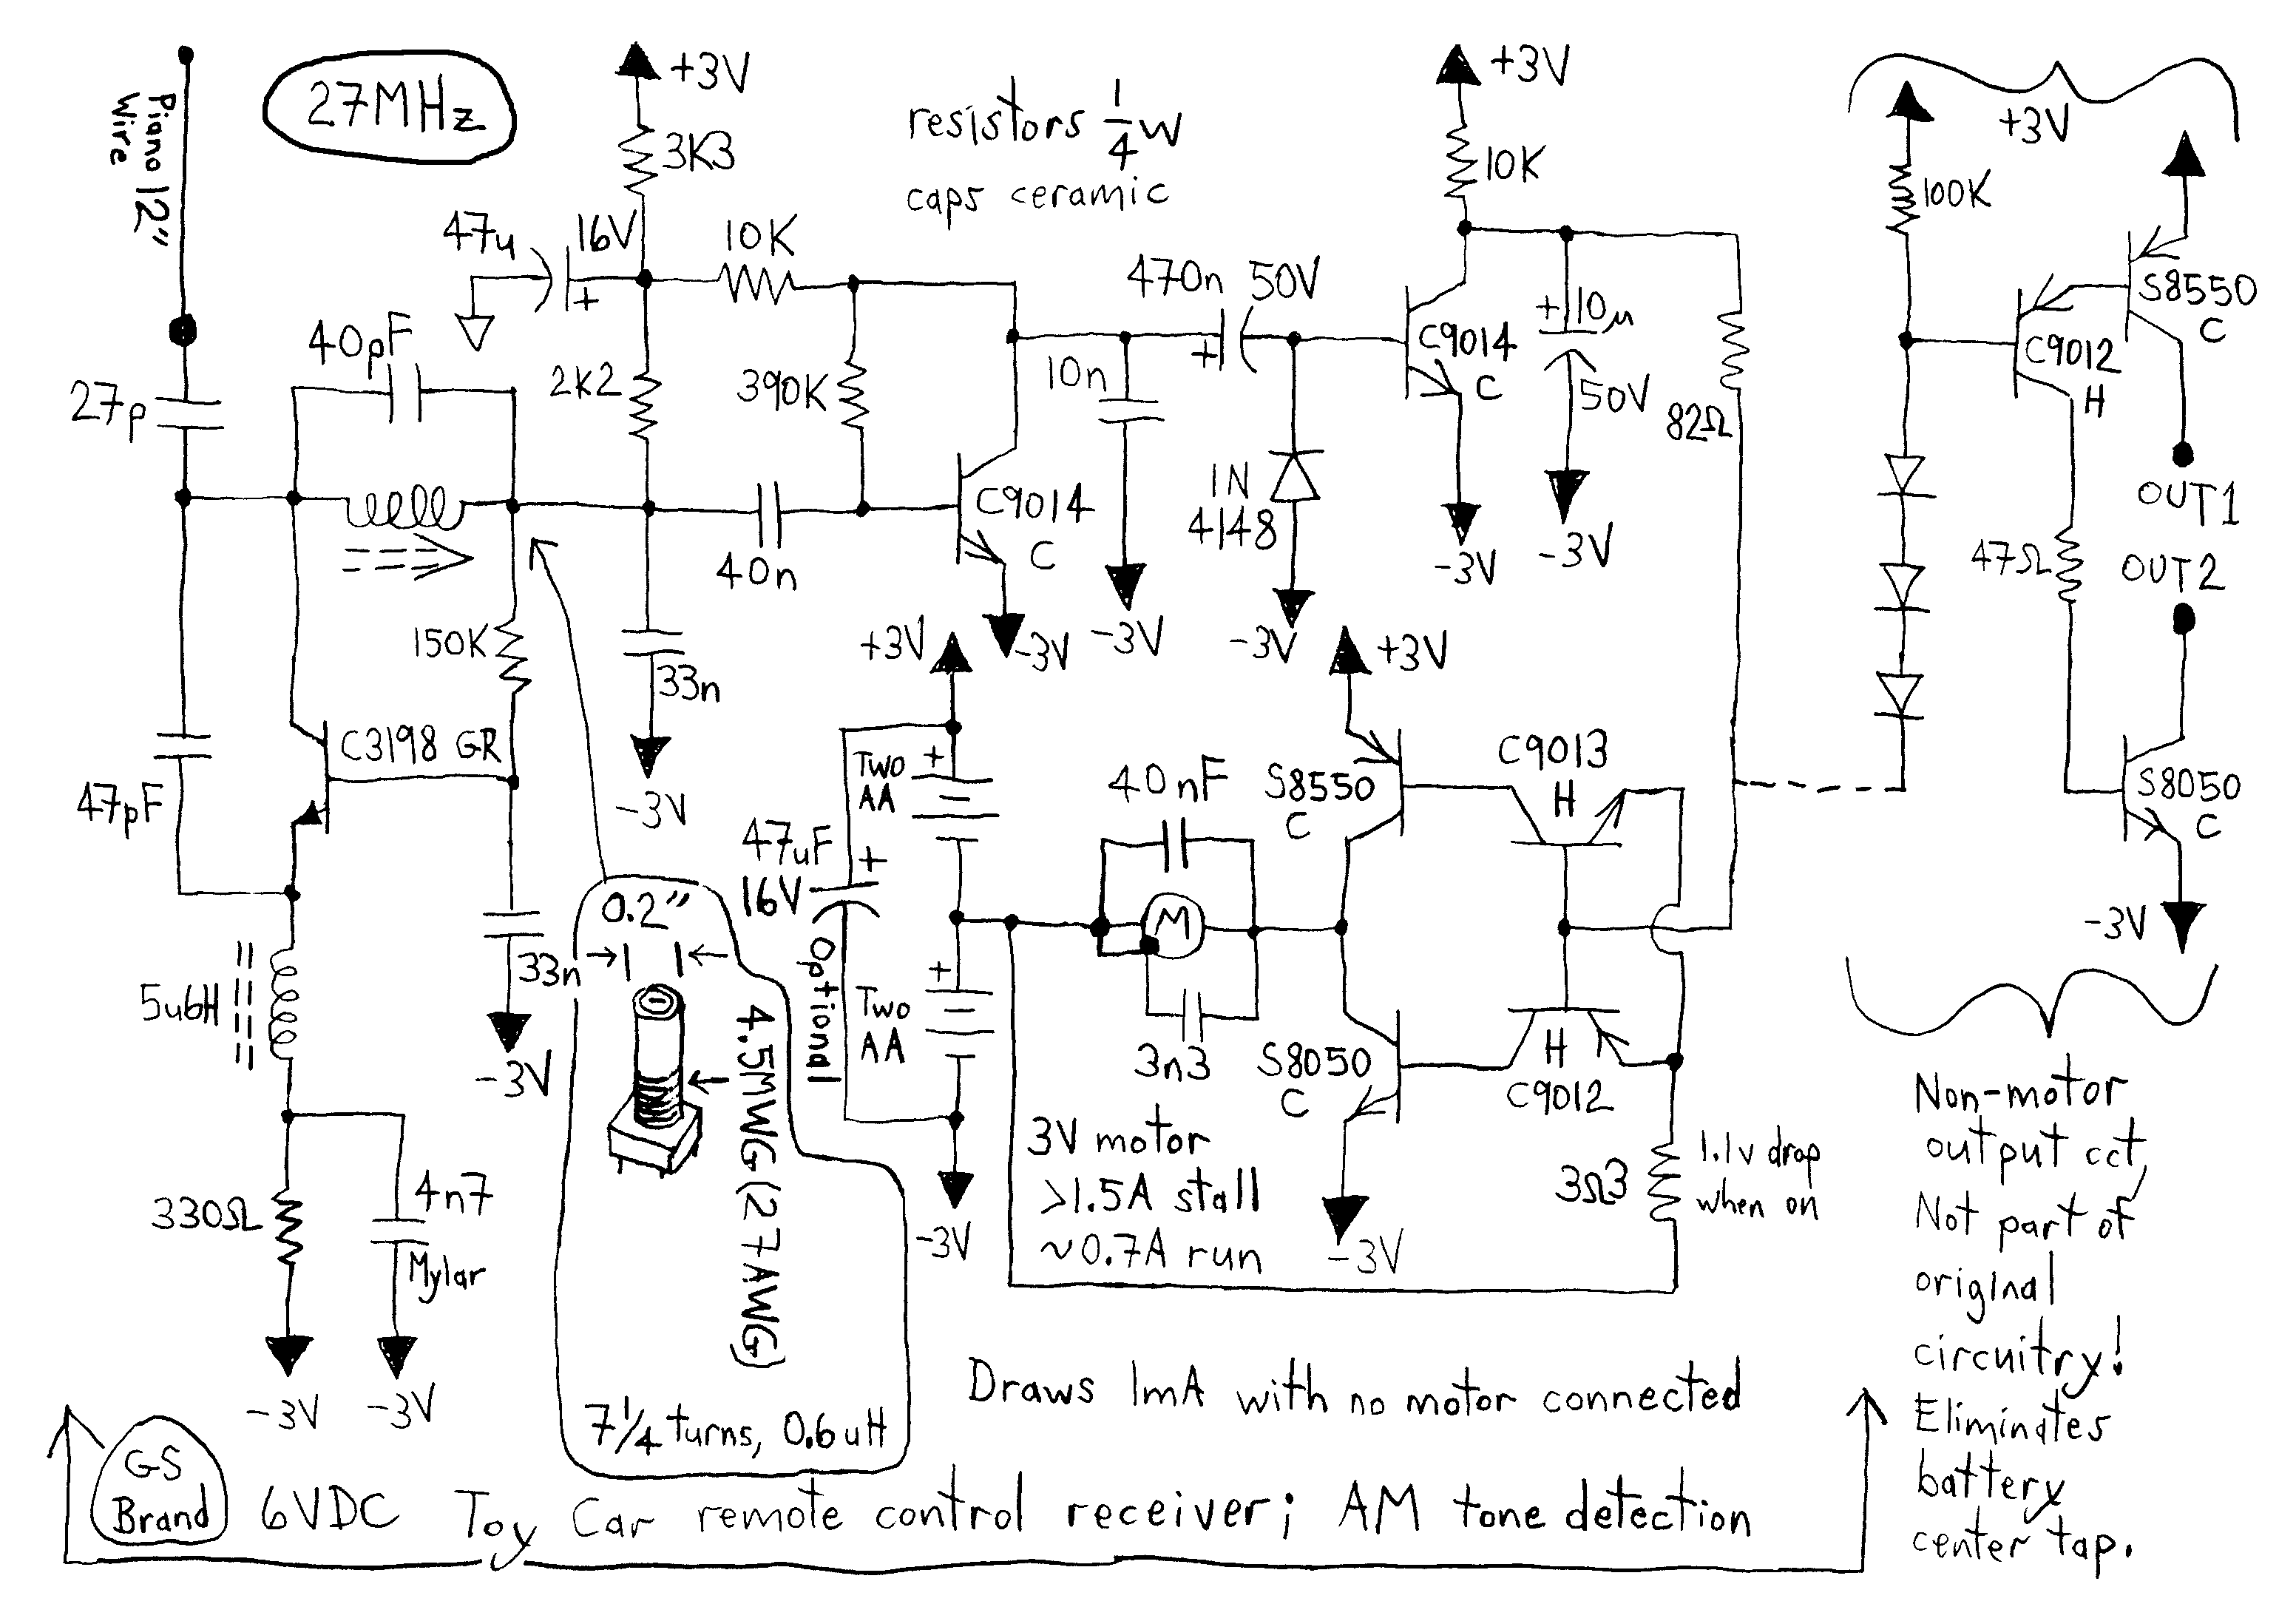 Piano 12"
Wire
27MHz
+3V
3K3
resistors 1/4 W
caps ceramic
+3V
10K
+3V
100K
47u
16V
10K
470n 50V
+10µ
50V
C9014
C
82Ω
S8550
C
C9012
H
40pF
27p
2K2
390K
10n
+
+
1N
4148
C9014
C
40n
-3V
-3V
-3V
-3V
-3V
OUT1
OUT2
47Ω
150K
33n
-3V
C3198 GR
47pF
+3V
Two
AA
+
47uF
16V
+
Optional
Two
AA
+
-3V
40nF
M
3n3
+3V
S8550
C
C9013
H
S8050
C
H
C9012
-3V
S8050
C
-3V
33n
-3V
5u6H
330Ω
4n7
Mylar
-3V
-3V
0.2"
4.5MWG (27AWG)
7 1/4 turns, 0.6uH
3V motor
>1.5A stall
~0.7A run
3Ω3
1.1v drop
when on
Non-motor
output cct,
Not part of
original
circuitry!
Eliminates
battery
center tap.
Draws 1mA with no motor connected
GS
Brand
6VDC Toy Car remote control receiver; AM tone detection